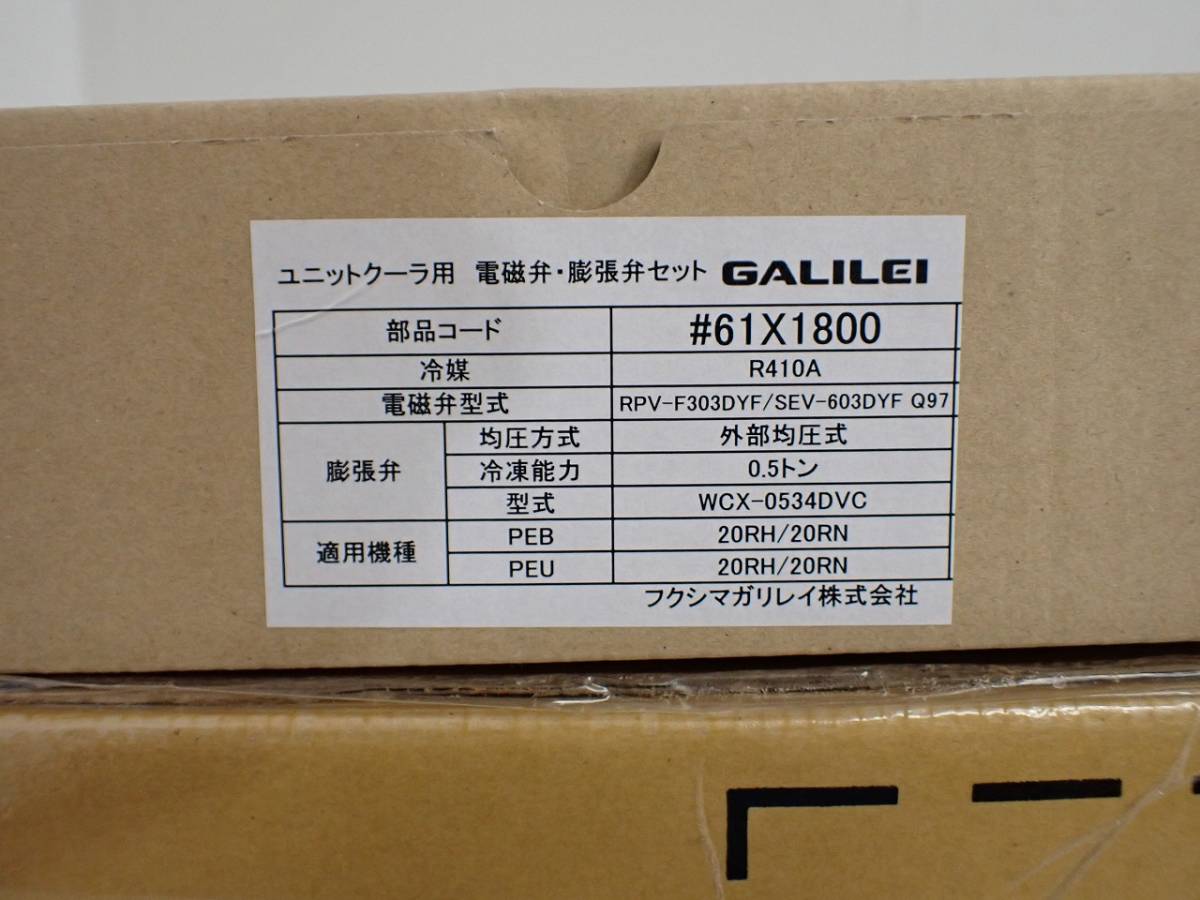 ユニットクーラ用 電磁弁・膨張弁セット GALILEI
部品コード #61X1800
冷媒 R410A
電磁弁型式 RPV-F303DYF/SEV-603DYF Q97
膨張弁 均圧方式 外部均圧式
冷凍能力 0.5トン
型式 WCX-0534DVC
適用機種 PEB 20RH/20RN
PEU 20RH/20RN
フクシマガリレイ株式会社